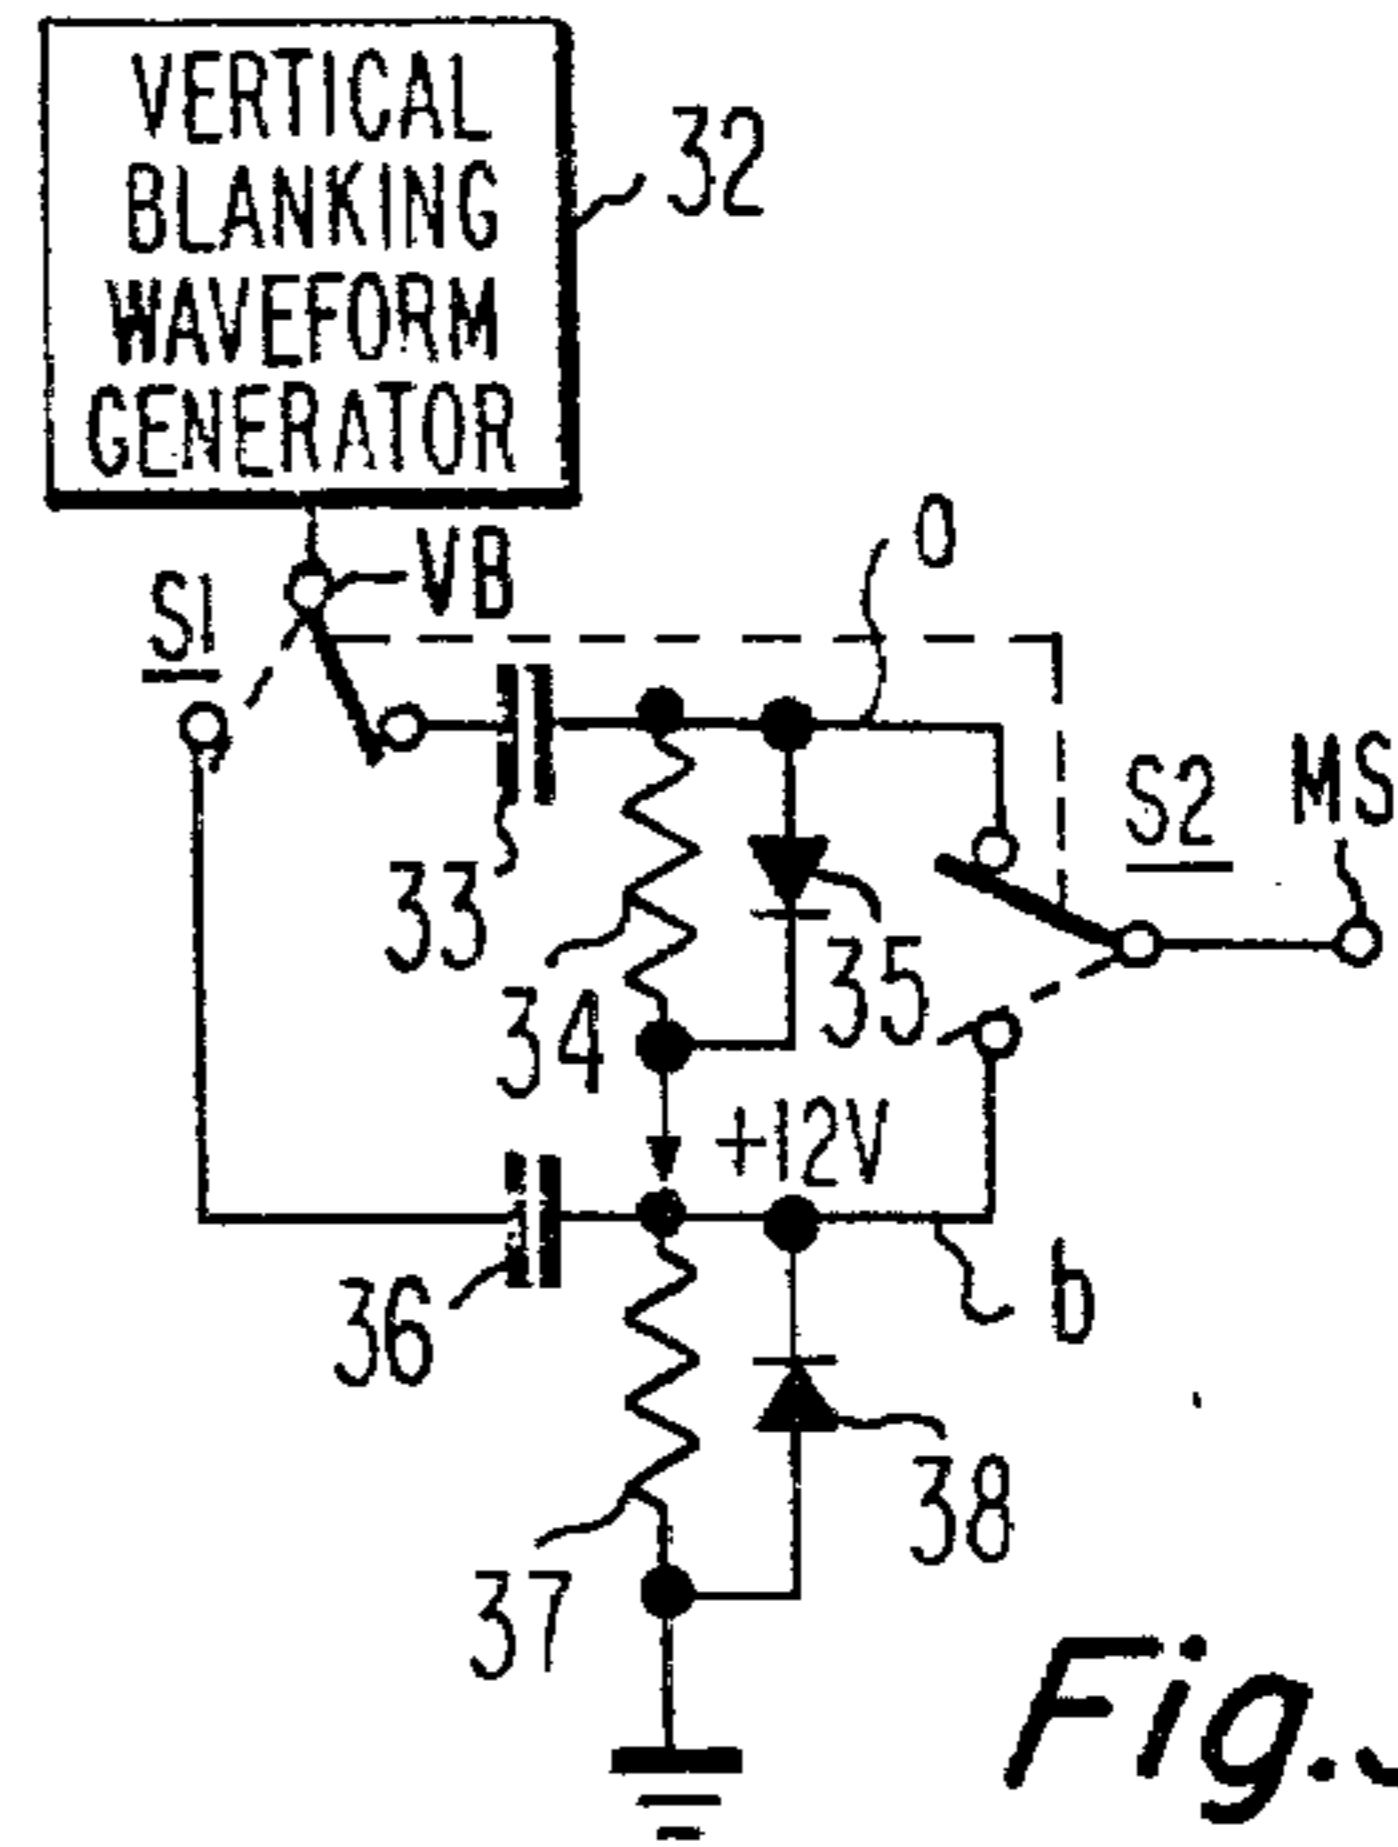 VERTICAL
BLANKING
WAVEFORM
GENERATOR
32
VB
S1
a
S2
MS
33
34
35
+12V
36
b
37
38
Fig.